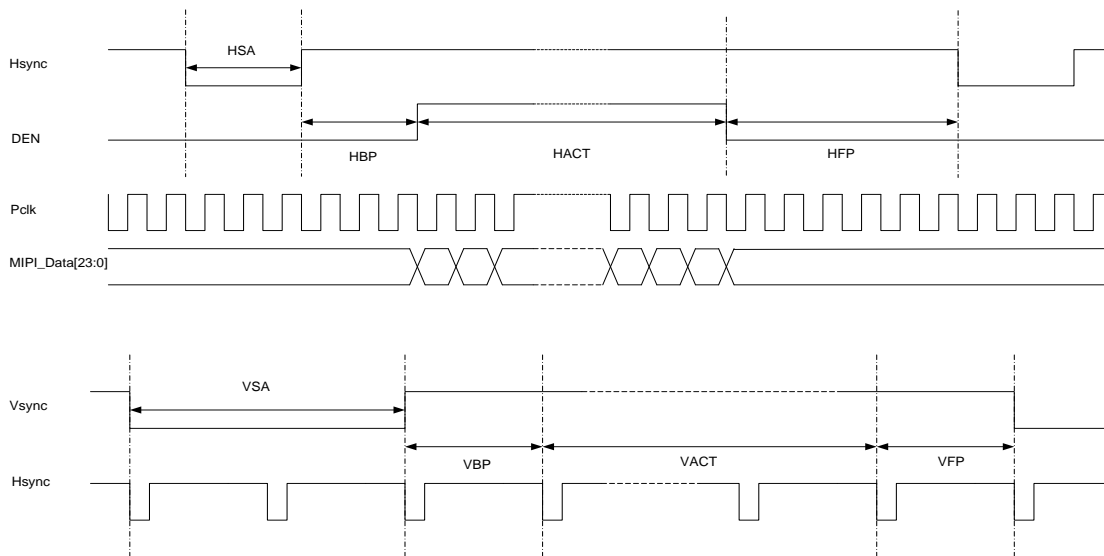 HSA
Hsync
DEN
HBP
HACT
HFP
Pclk
MIPI_Data[23:0]
VSA
Vsync
VBP
VACT
VFP
Hsync